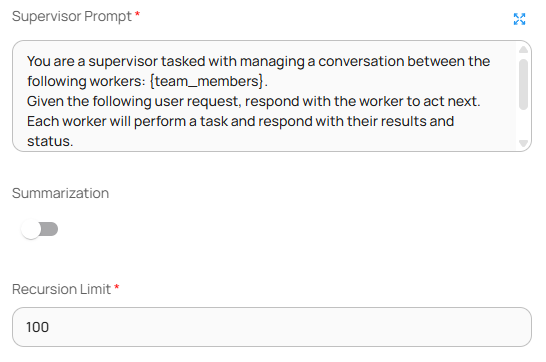 Supervisor Prompt *
You are a supervisor tasked with managing a conversation between the
following workers: {team_members}.
Given the following user request, respond with the worker to act next.
Each worker will perform a task and respond with their results and
status.
Summarization
Recursion Limit *
100